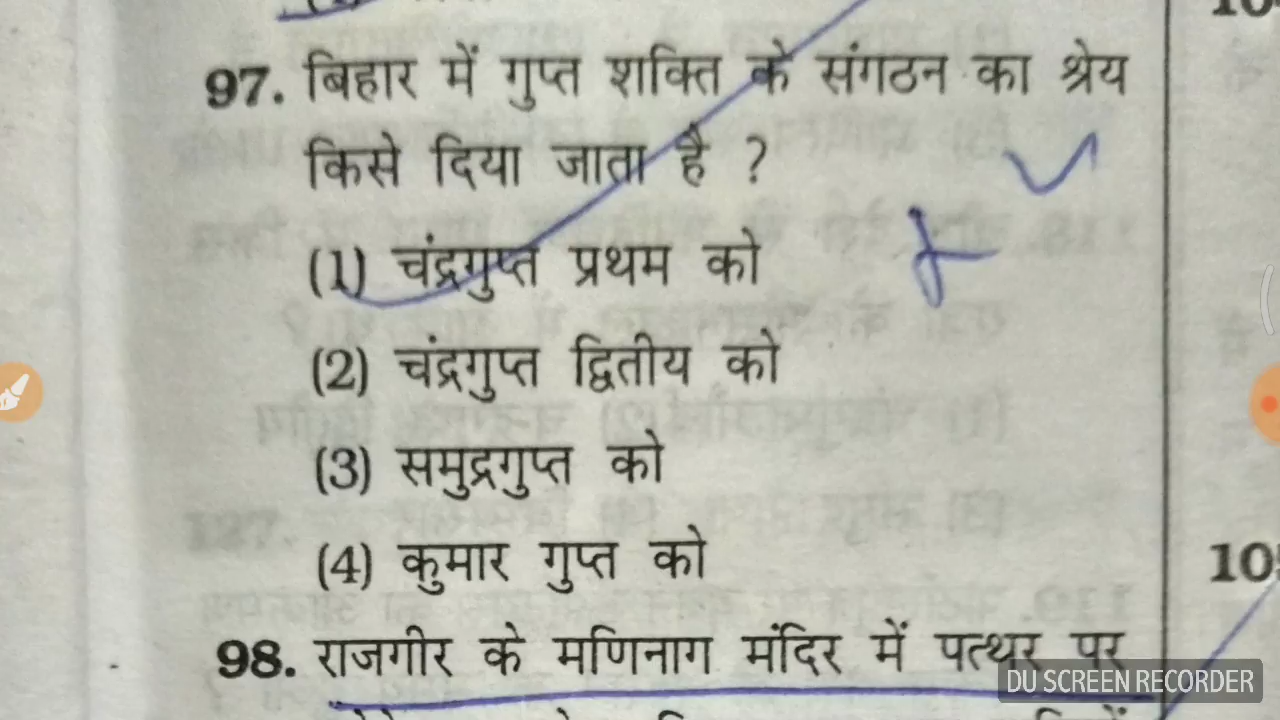 97. बिहार में गुप्त शक्ति के संगठन का श्रेय
किसे दिया जाता है ?
(1) चंद्रगुप्त प्रथम को
(2) चंद्रगुप्त द्वितीय को
(3) समुद्रगुप्त को
(4) कुमार गुप्त को
98. राजगीर के मणिनाग मंदिर में पत्थर पर
DU SCREEN RECORDER